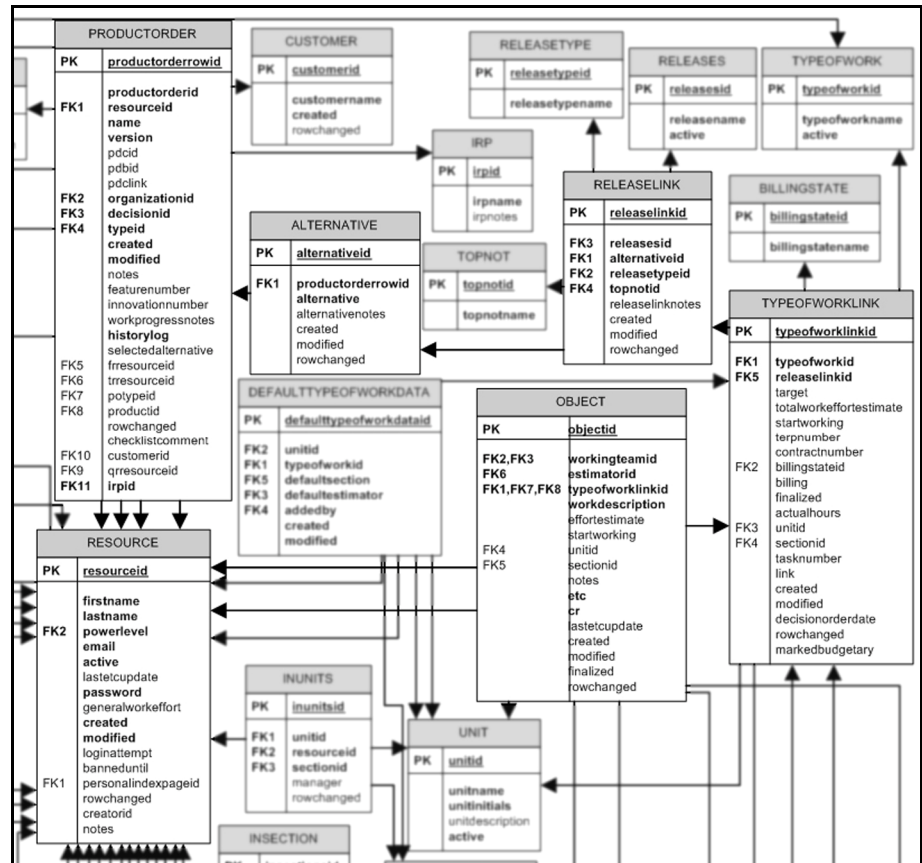 PRODUCTORDER
PK productorderrowid
productorderid
FK1 resourceid
name
version
pdcid
pdbid
pdclink
FK2 organizationid
FK3 decisionid
FK4 typeid
created
modified
notes
featurenumber
innovationnumber
workprogressnotes
historylog
selectedalternative
FK5 frresourceid
FK6 trresourceid
FK7 potypeid
FK8 productid
rowchanged
checklistcomment
FK10 customerid
FK9 qrresourceid
FK11 irpid
CUSTOMER
PK customerid
customername
created
rowchanged
RELEASETYPE
PK releasetypeid
releasetypename
RELEASES
PK releasesid
releasename
active
TYPEOFWORK
PK typeofworkid
typeofworkname
active
IRP
PK irpid
irpname
irpnotes
ALTERNATIVE
PK alternativeid
FK1 productorderrowid
alternative
alternativenotes
created
modified
rowchanged
TOPNOT
PK topnotid
topnotname
RELEASELINK
PK releaselinkid
FK3 releasesid
FK1 alternativeid
FK2 releasetypeid
FK4 topnotid
releaselinknotes
created
modified
rowchanged
BILLINGSTATE
PK billingstateid
billingstatename
TYPEOFWORKLINK
PK typeofworklinkid
FK1 typeofworkid
FK5 releaselinkid
target
totalworkeffortestimate
startworking
terpnumber
contractnumber
FK2 billingstateid
billing
finalized
actualhours
FK3 unitid
FK4 sectionid
tasknumber
link
created
modified
decisionorderdate
rowchanged
markedbudgetary
DEFAULTTYPEOFWORKDATA
PK defaulttypeofworkdataid
FK2 unitid
FK1 typeofworkid
FK5 defaultsection
FK3 defaultestimator
FK4 addedby
created
modified
OBJECT
PK objectid
FK2,FK3 workingteamid
FK6 estimatorid
FK1,FK7,FK8 typeofworklinkid
workdescription
effortestimate
startworking
FK4 unitid
FK5 sectionid
notes
etc
cr
lastetcupdate
created
modified
finalized
rowchanged
RESOURCE
PK resourceid
firstname
lastname
FK2 powerlevel
email
active
lastetcupdate
password
generalworkeffort
created
modified
loginattempt
banneduntil
FK1 personalindexpageid
rowchanged
creatorid
notes
INUNITS
PK inunitsid
FK1 unitid
FK2 resourceid
FK3 sectionid
manager
rowchanged
UNIT
PK unitid
unitname
unitinitials
unitdescription
active
INSECTION